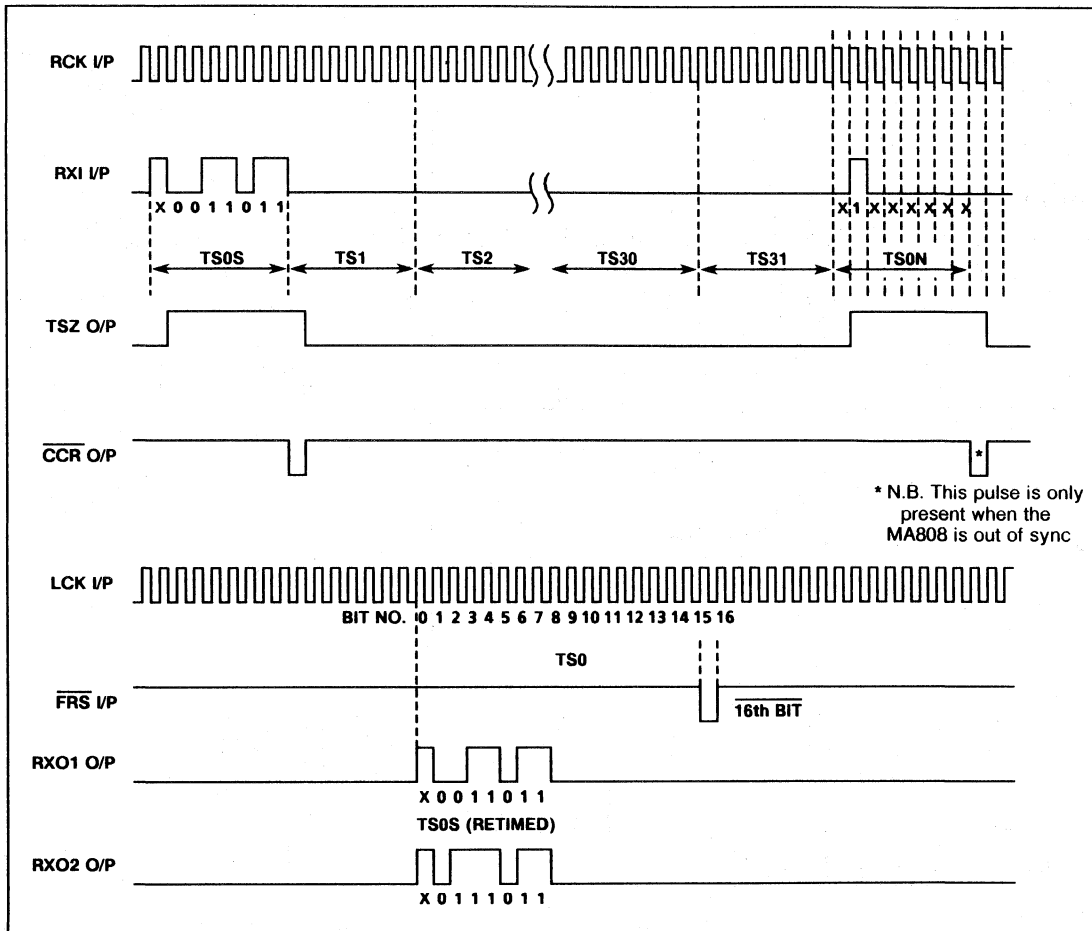 RCK I/P
RXI I/P
X 0 0 1 1 0 1 1
X 1 X X X X X X
TS0S TS1 TS2 TS30 TS31 TS0N
TSZ O/P
CCR O/P
*
* N.B. This pulse is only
present when the
MA808 is out of sync
LCK I/P
BIT NO. 0 1 2 3 4 5 6 7 8 9 10 11 12 13 14 15 16
TS0
FRS I/P
16th BIT
RXO1 O/P
X 0 0 1 1 0 1 1
TS0S (RETIMED)
RXO2 O/P
X 0 1 1 1 0 1 1